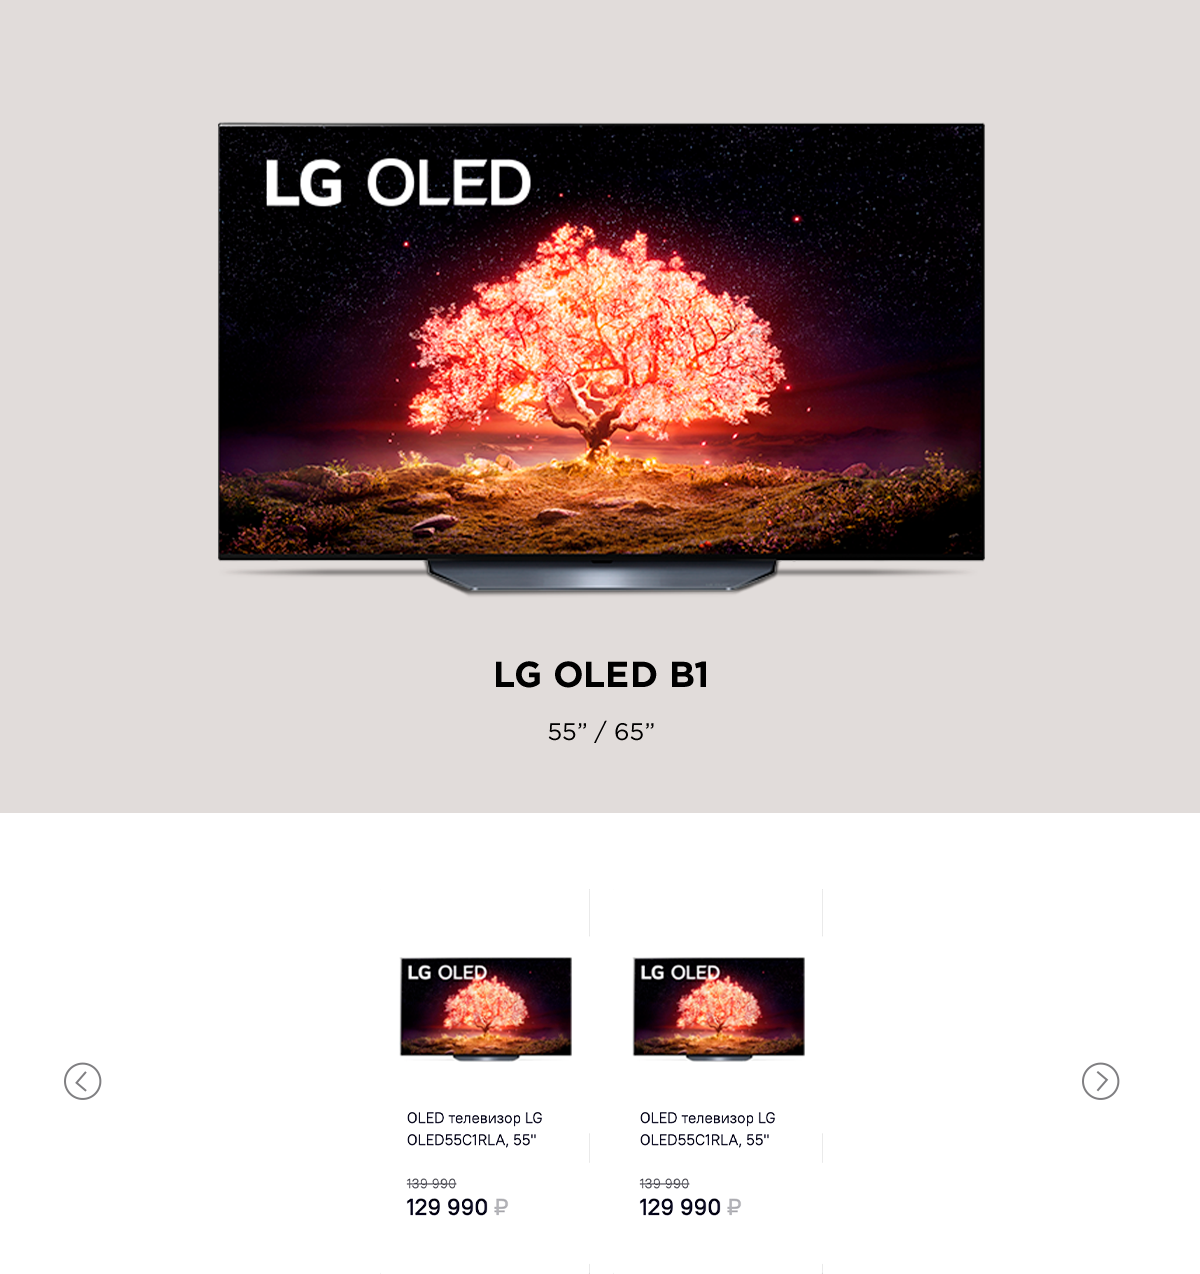 LG OLED
LG OLED B1
55” / 65”
LG OLED
LG OLED
OLED телевизор LG
OLED55C1RLA, 55"
139 990
129 990 ₽
OLED телевизор LG
OLED55C1RLA, 55"
139 990
129 990 ₽